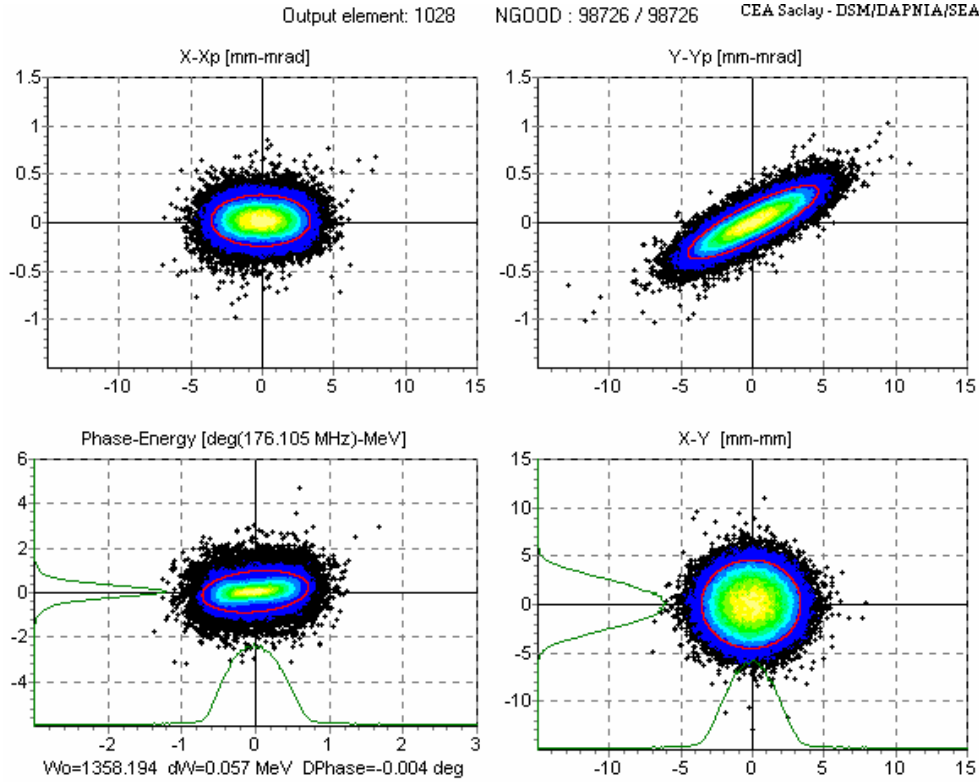 Output element: 1028 NGOOD : 98726 / 98726 CEA Saclay - DSM/DAPNIA/SEA
X-Xp [mm-mrad]
1.5
1
0.5
0
-0.5
-1
-10 -5 0 5 10 15
Y-Yp [mm-mrad]
1.5
1
0.5
0
-0.5
-1
-10 -5 0 5 10 15
Phase-Energy [deg(176.105 MHz)-MeV]
6
4
2
0
-2
-4
-2 -1 0 1 2 3
Wo=1358.194 dW=0.057 MeV DPhase=-0.004 deg
X-Y [mm-mm]
15
10
5
0
-5
-10
-10 -5 0 5 10 15